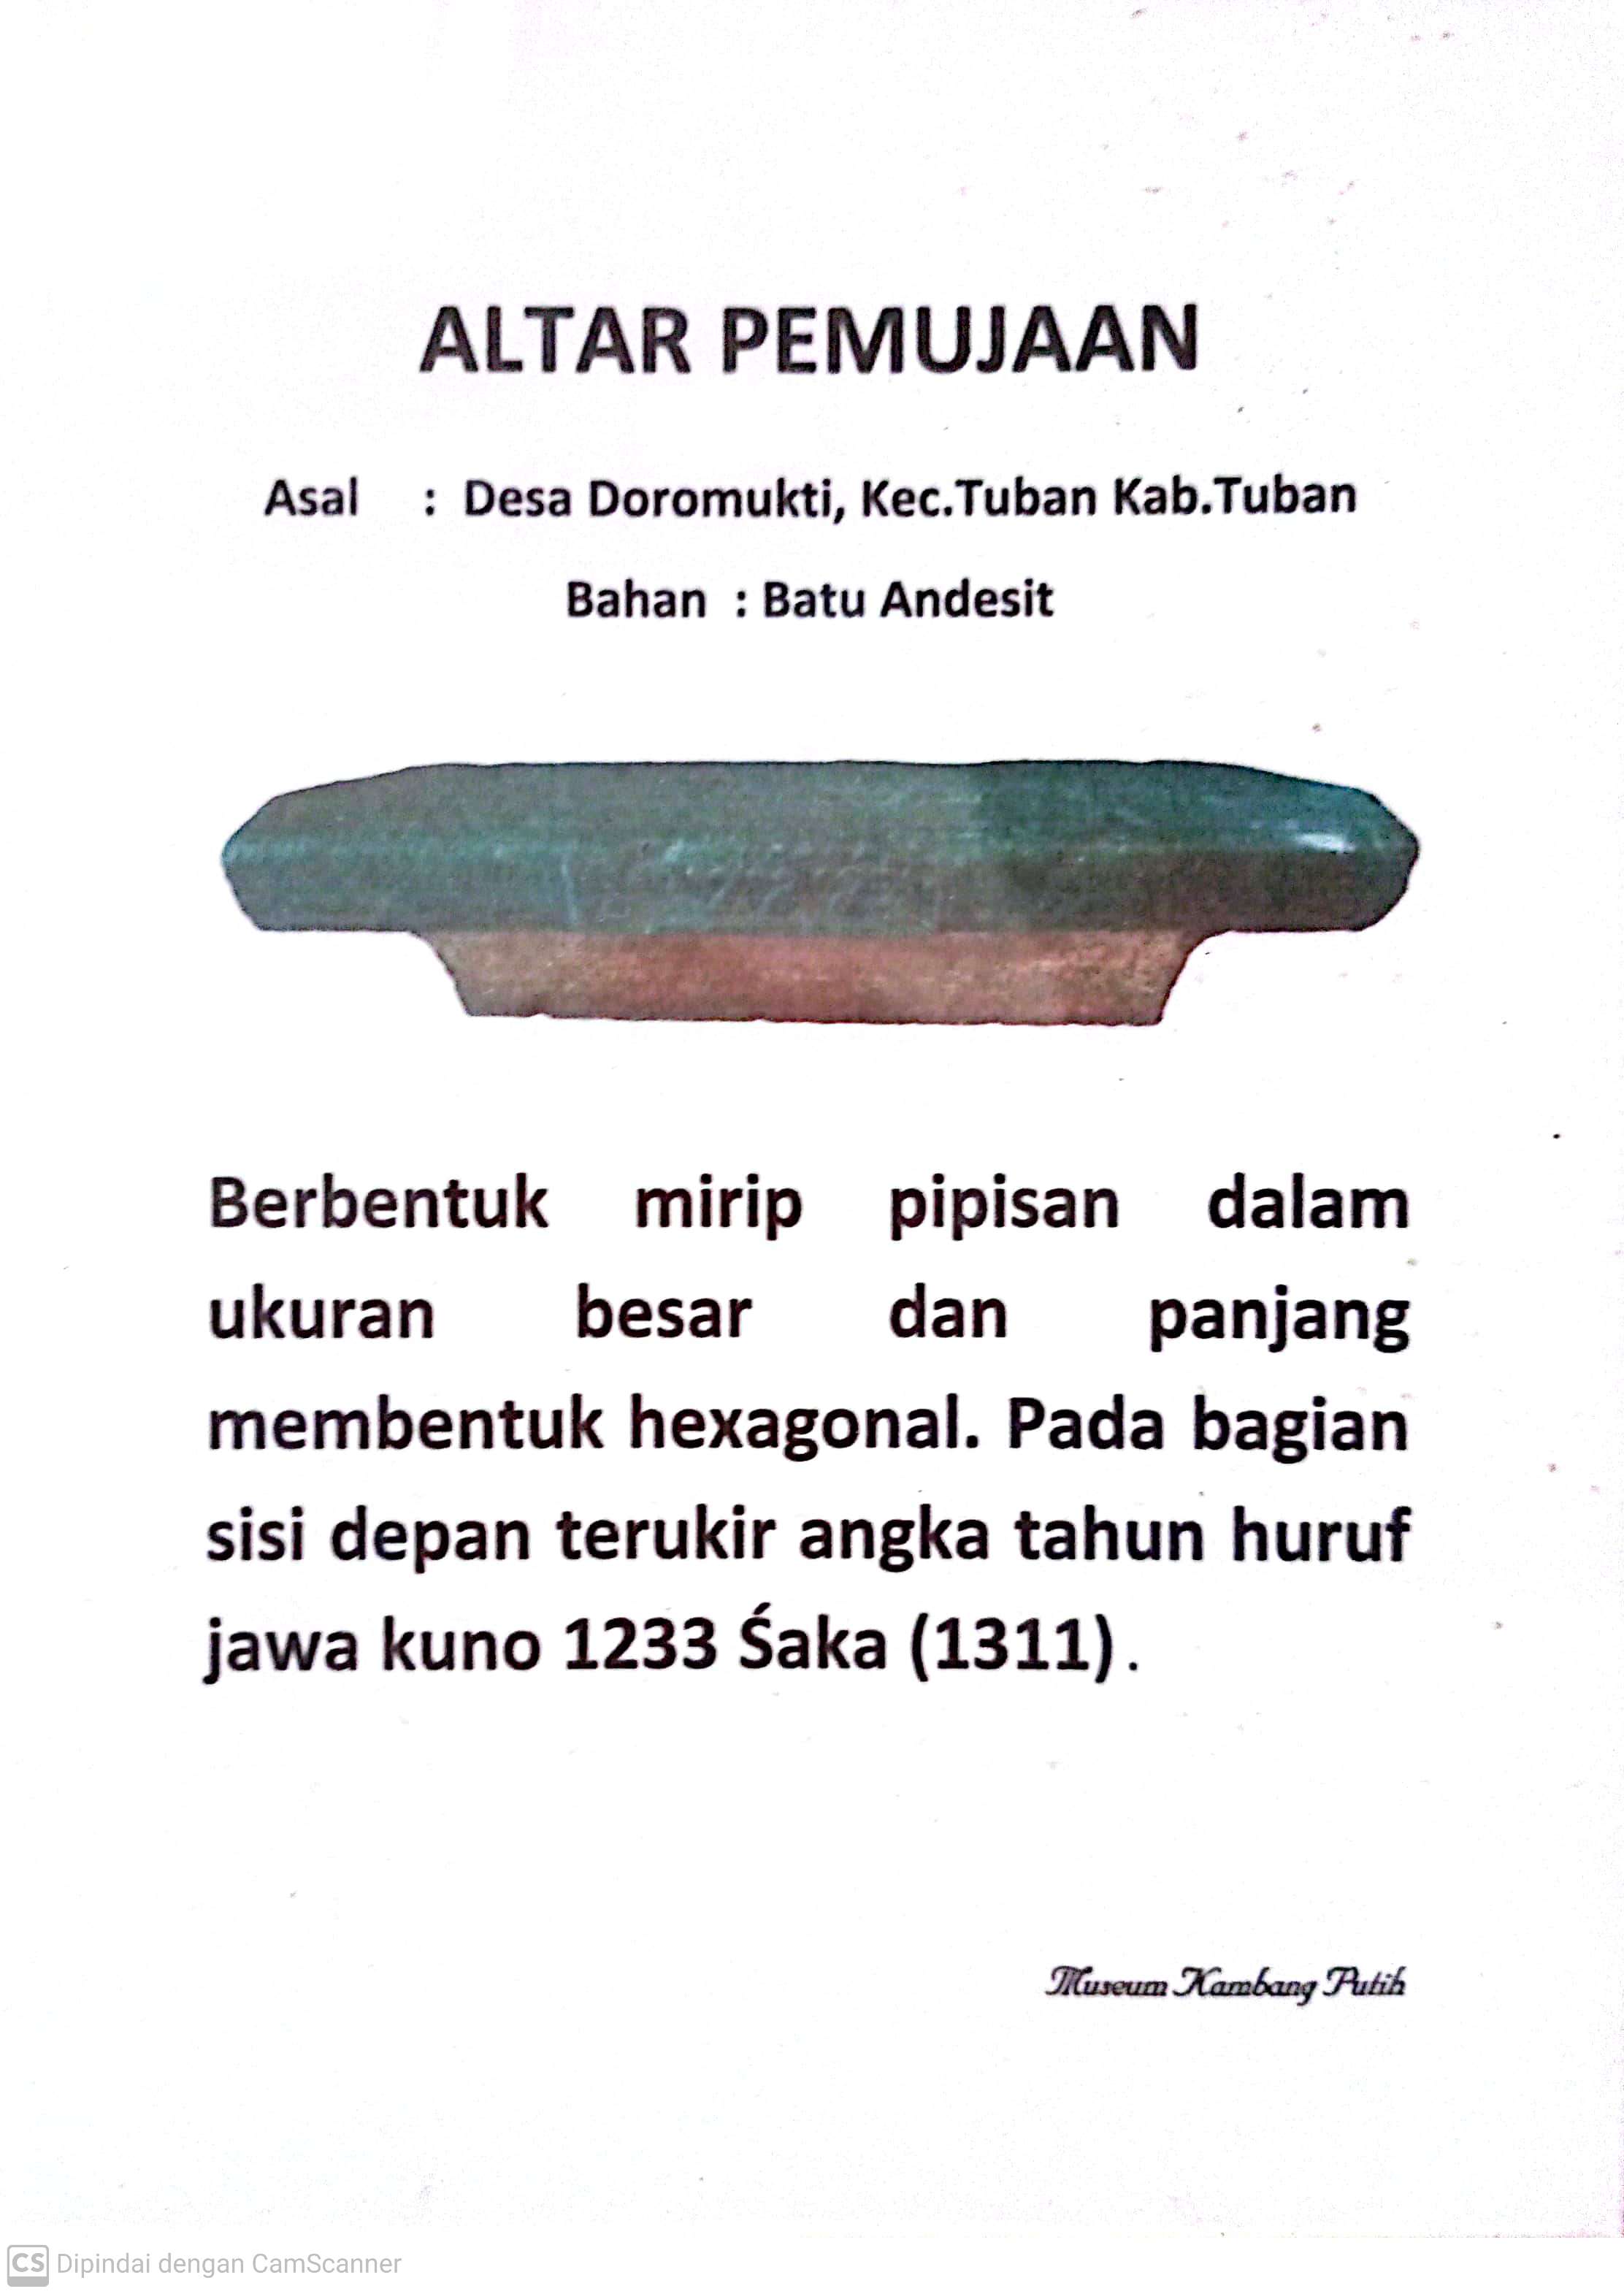 ALTAR PEMUJAAN
Asal : Desa Doromukti, Kec.Tuban Kab.Tuban
Bahan : Batu Andesit
Berbentuk mirip pipisan dalam
ukuran besar dan panjang
membentuk hexagonal. Pada bagian
sisi depan terukir angka tahun huruf
jawa kuno 1233 Śaka (1311).
Museum Kambang Putih
CS Dipindai dengan CamScanner